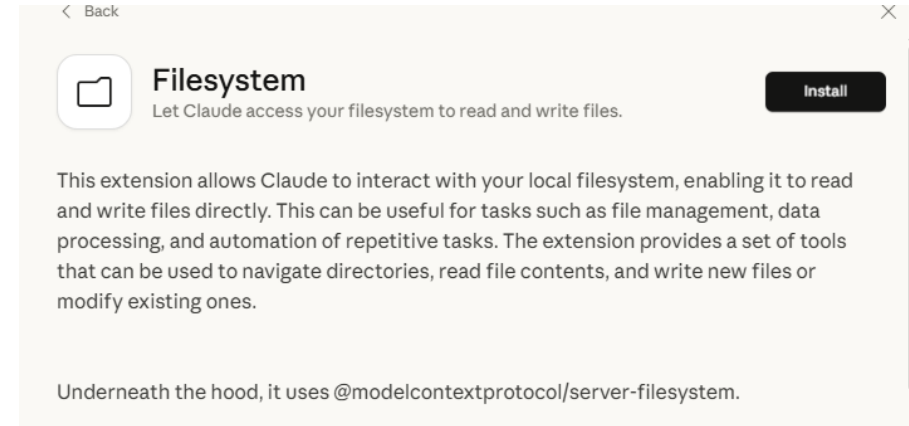 Back
Filesystem
Let Claude access your filesystem to read and write files.
Install
This extension allows Claude to interact with your local filesystem, enabling it to read
and write files directly. This can be useful for tasks such as file management, data
processing, and automation of repetitive tasks. The extension provides a set of tools
that can be used to navigate directories, read file contents, and write new files or
modify existing ones.
Underneath the hood, it uses @modelcontextprotocol/server-filesystem.